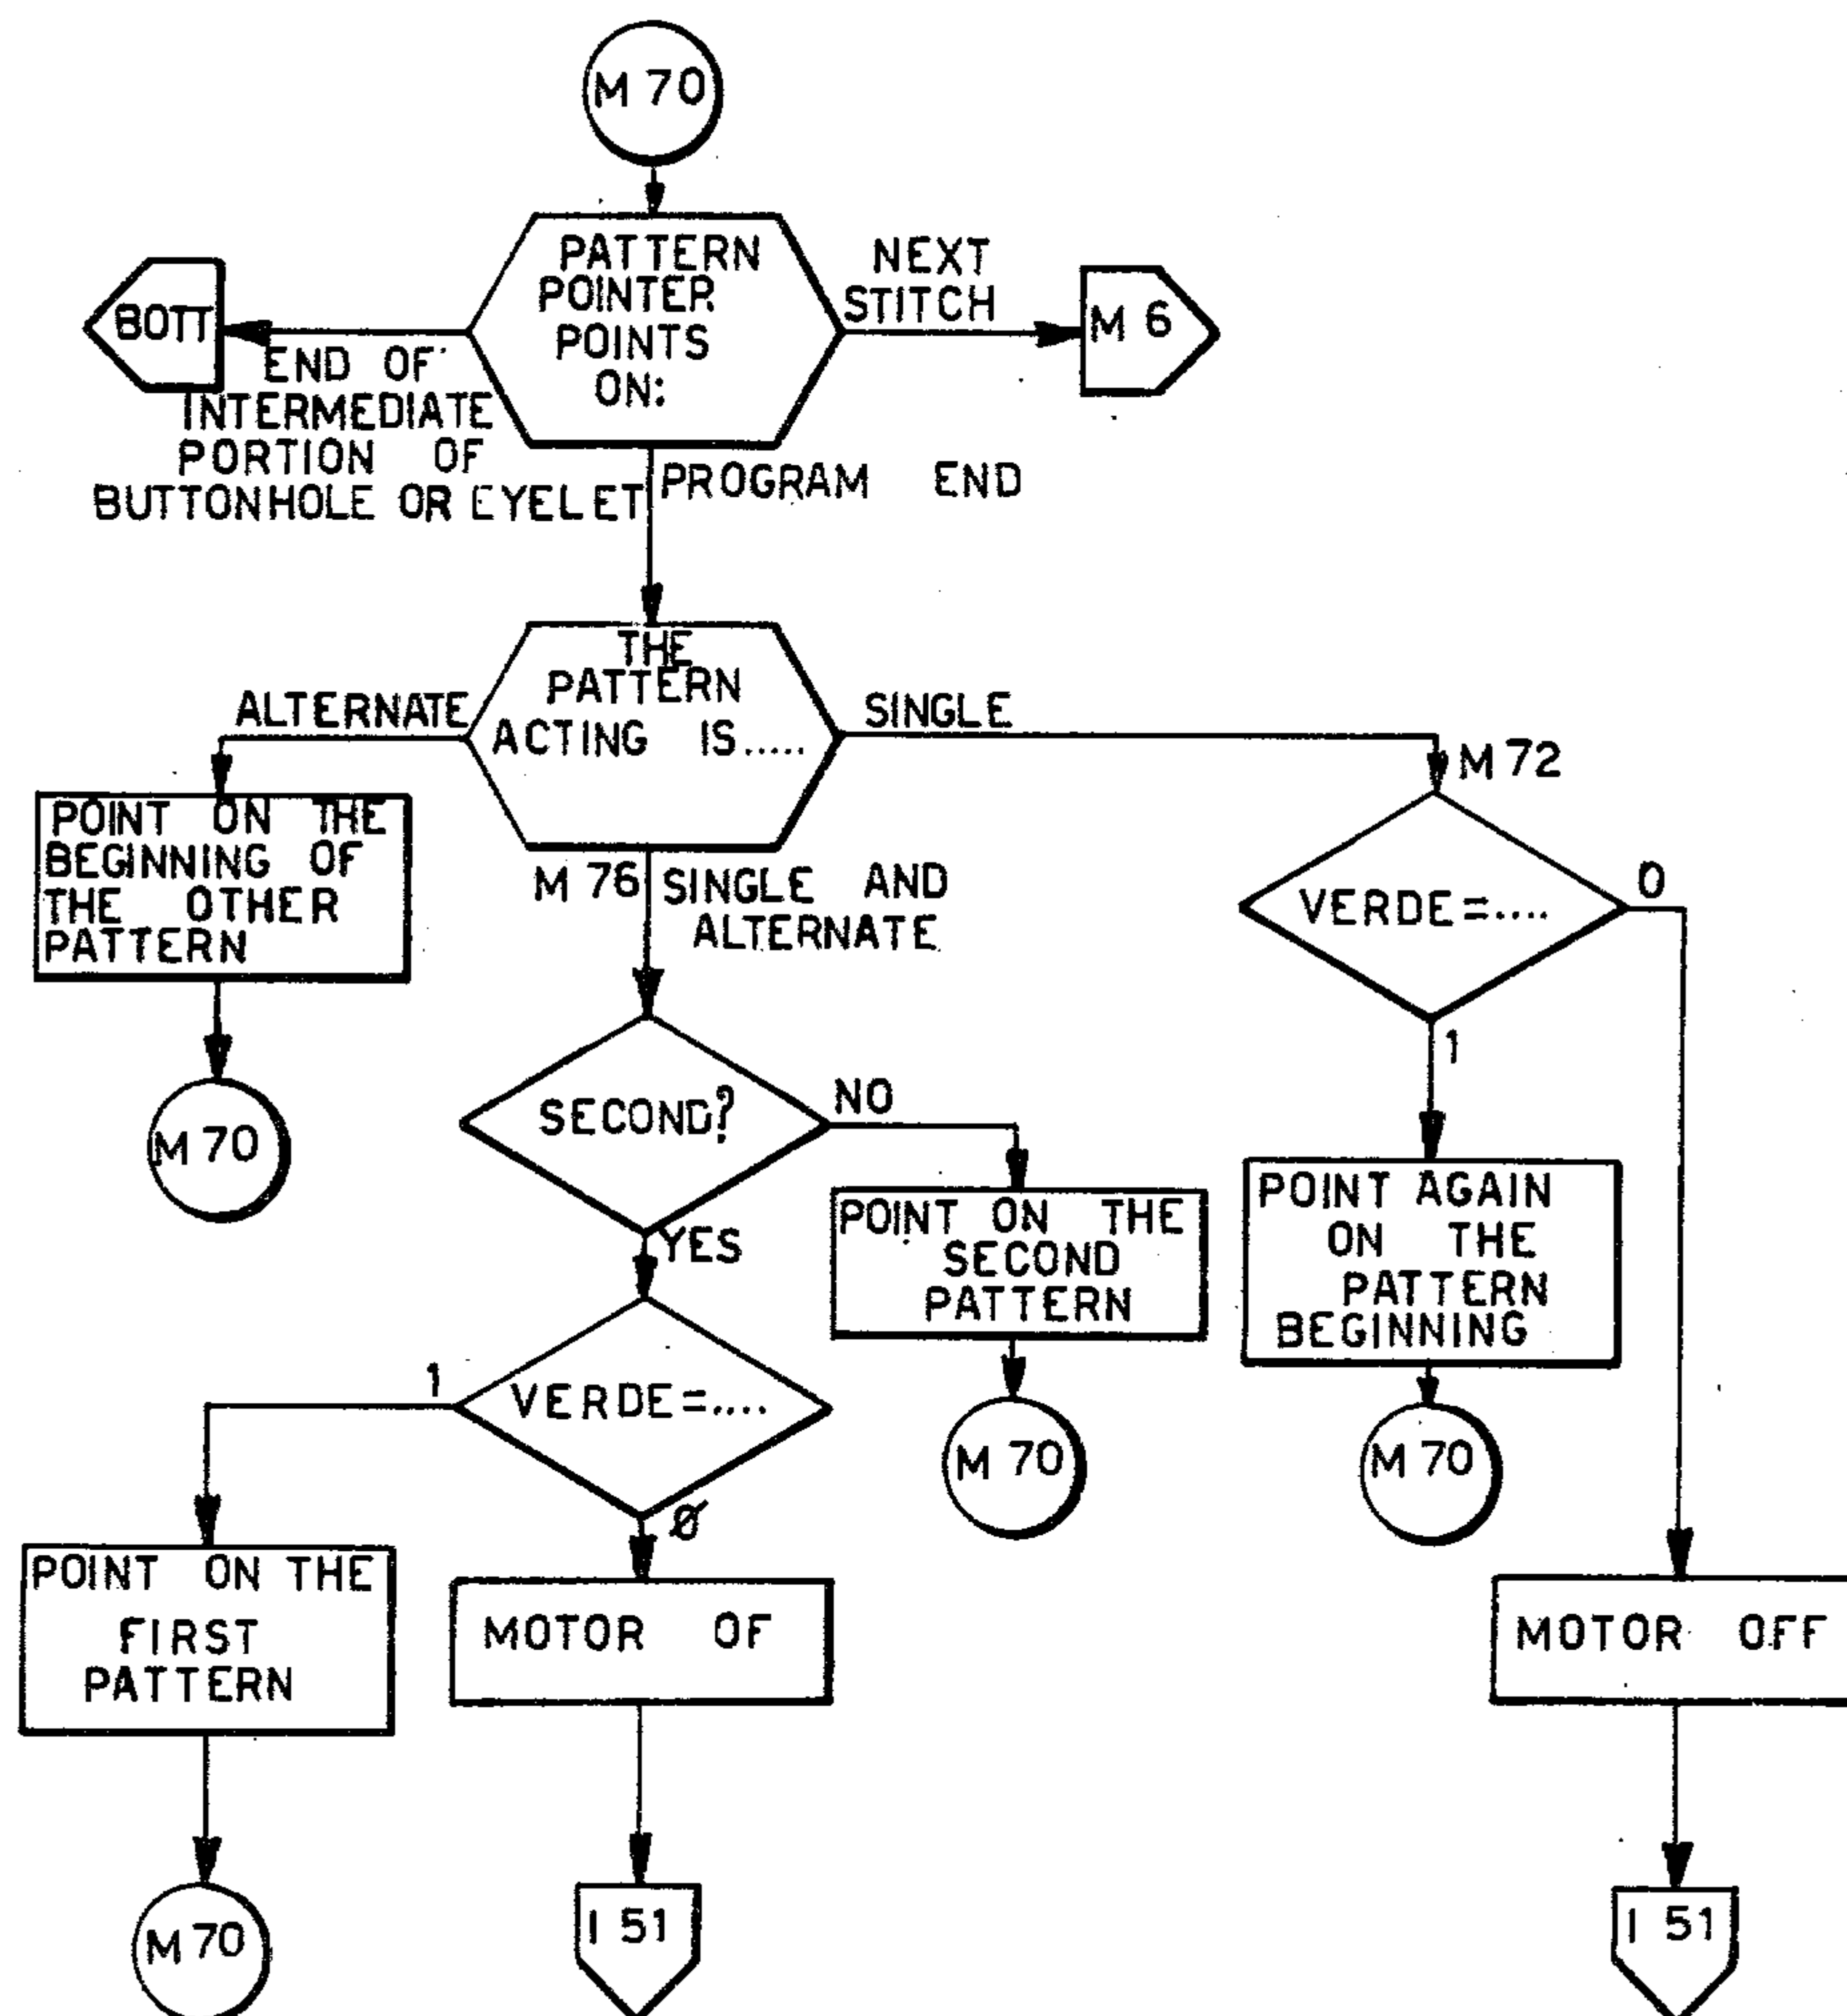 M 70
PATTERN
POINTER
POINTS
ON:
NEXT
STITCH
M 6
BOTT
END OF
INTERMEDIATE
PORTION OF
BUTTONHOLE OR EYELET
PROGRAM END
THE
PATTERN
ACTING IS.....
ALTERNATE
SINGLE
M 72
POINT ON THE
BEGINNING OF
THE OTHER
PATTERN
M 70
M 76
SINGLE AND
ALTERNATE
VERDE=....
0
1
SECOND?
NO
YES
POINT ON THE
SECOND
PATTERN
M 70
POINT AGAIN
ON THE
PATTERN
BEGINNING
M 70
VERDE=....
1
Ø
POINT ON THE
FIRST
PATTERN
M 70
MOTOR OF
I 51
MOTOR OFF
I 51